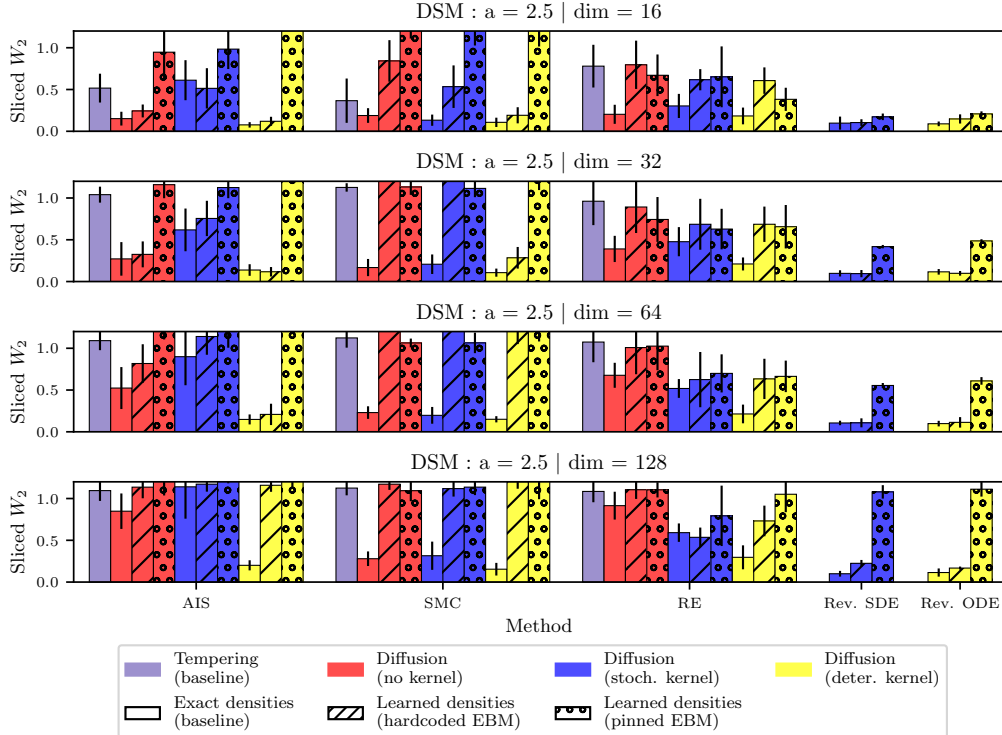 DSM : a = 2.5 | dim = 16
Sliced W2
1.0
0.5
0.0
DSM : a = 2.5 | dim = 32
Sliced W2
1.0
0.5
0.0
DSM : a = 2.5 | dim = 64
Sliced W2
1.0
0.5
0.0
DSM : a = 2.5 | dim = 128
Sliced W2
1.0
0.5
0.0
AIS SMC RE Rev. SDE Rev. ODE
Method
Tempering (baseline)
Diffusion (no kernel)
Diffusion (stoch. kernel)
Diffusion (deter. kernel)
Exact densities (baseline)
Learned densities (hardcoded EBM)
Learned densities (pinned EBM)